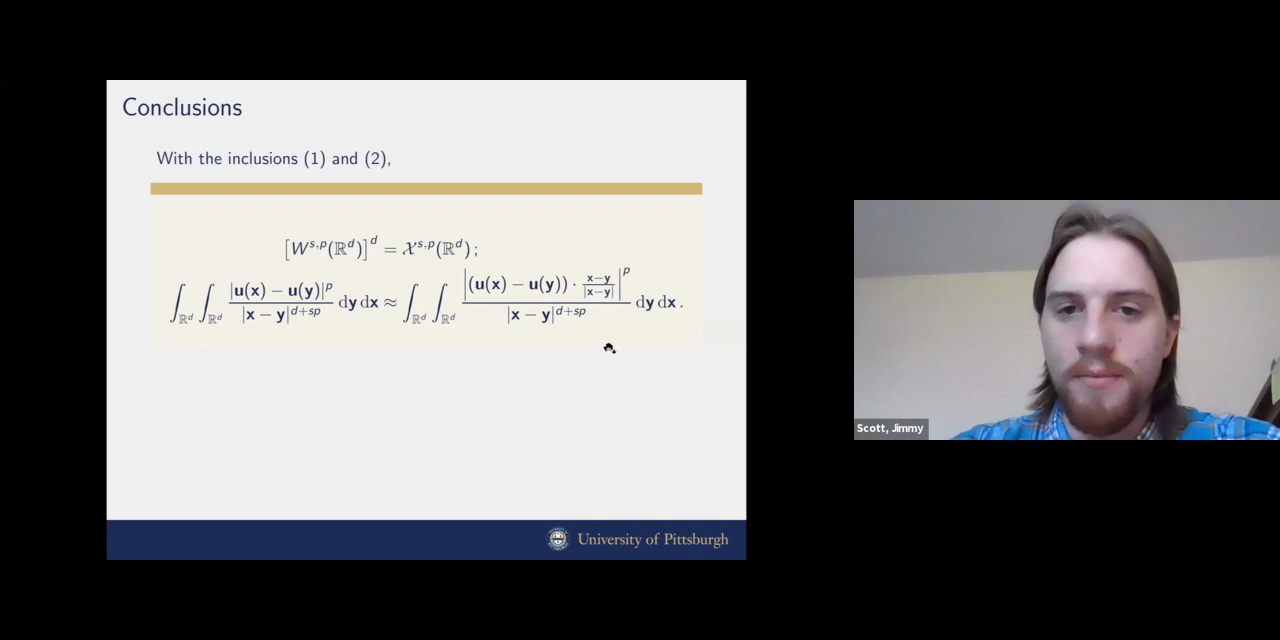 Conclusions
With the inclusions (1) and (2),
[W^{s,p}(ℝ^d)]^d = 𝒳^{s,p}(ℝ^d) ;
∫_{ℝ^d} ∫_{ℝ^d} |u(x) − u(y)|^p / |x − y|^{d+sp} dy dx ≈ ∫_{ℝ^d} ∫_{ℝ^d} |(u(x) − u(y)) · (x−y)/|x−y||^p / |x − y|^{d+sp} dy dx .
University of Pittsburgh
Scott, Jimmy